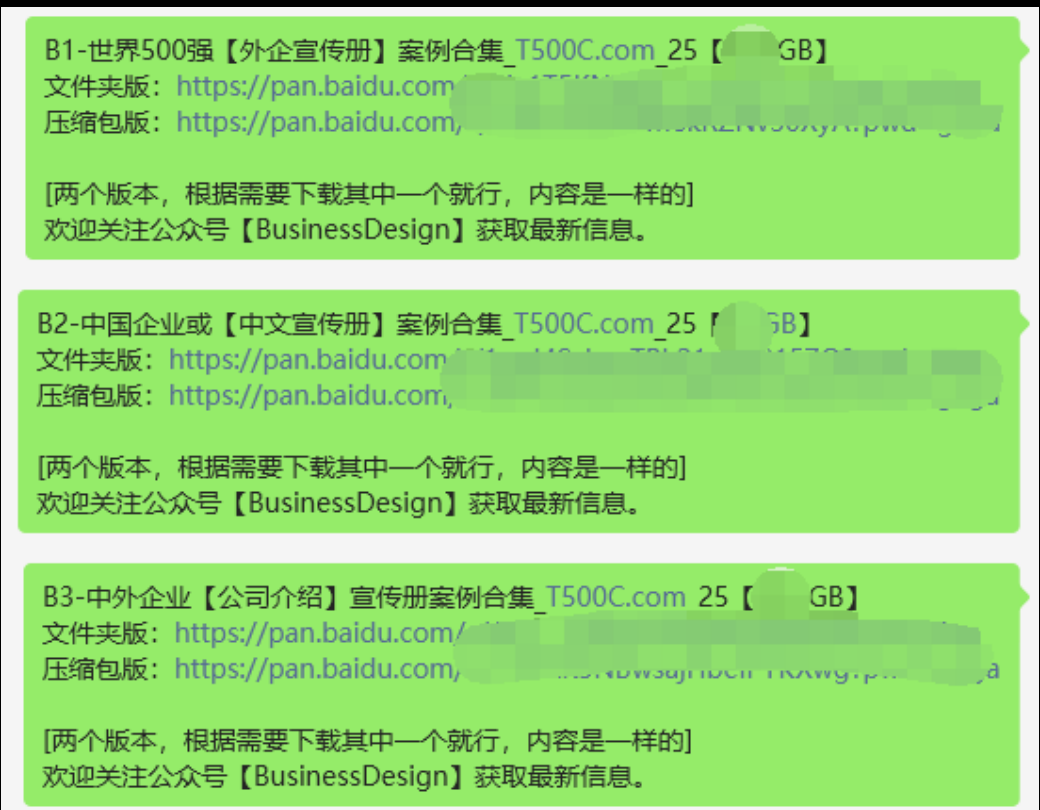 B1-世界500强【外企宣传册】案例合集_T500C.com_25【GB】
文件夹版：https://pan.baidu.com
压缩包版：https://pan.baidu.com/
[两个版本，根据需要下载其中一个就行，内容是一样的]
欢迎关注公众号【BusinessDesign】获取最新信息。
B2-中国企业或【中文宣传册】案例合集_T500C.com_25【GB】
文件夹版：https://pan.baidu.com/
压缩包版：https://pan.baidu.com/
[两个版本，根据需要下载其中一个就行，内容是一样的]
欢迎关注公众号【BusinessDesign】获取最新信息。
B3-中外企业【公司介绍】宣传册案例合集_T500C.com 25【GB】
文件夹版：https://pan.baidu.com/
压缩包版：https://pan.baidu.com/
[两个版本，根据需要下载其中一个就行，内容是一样的]
欢迎关注公众号【BusinessDesign】获取最新信息。